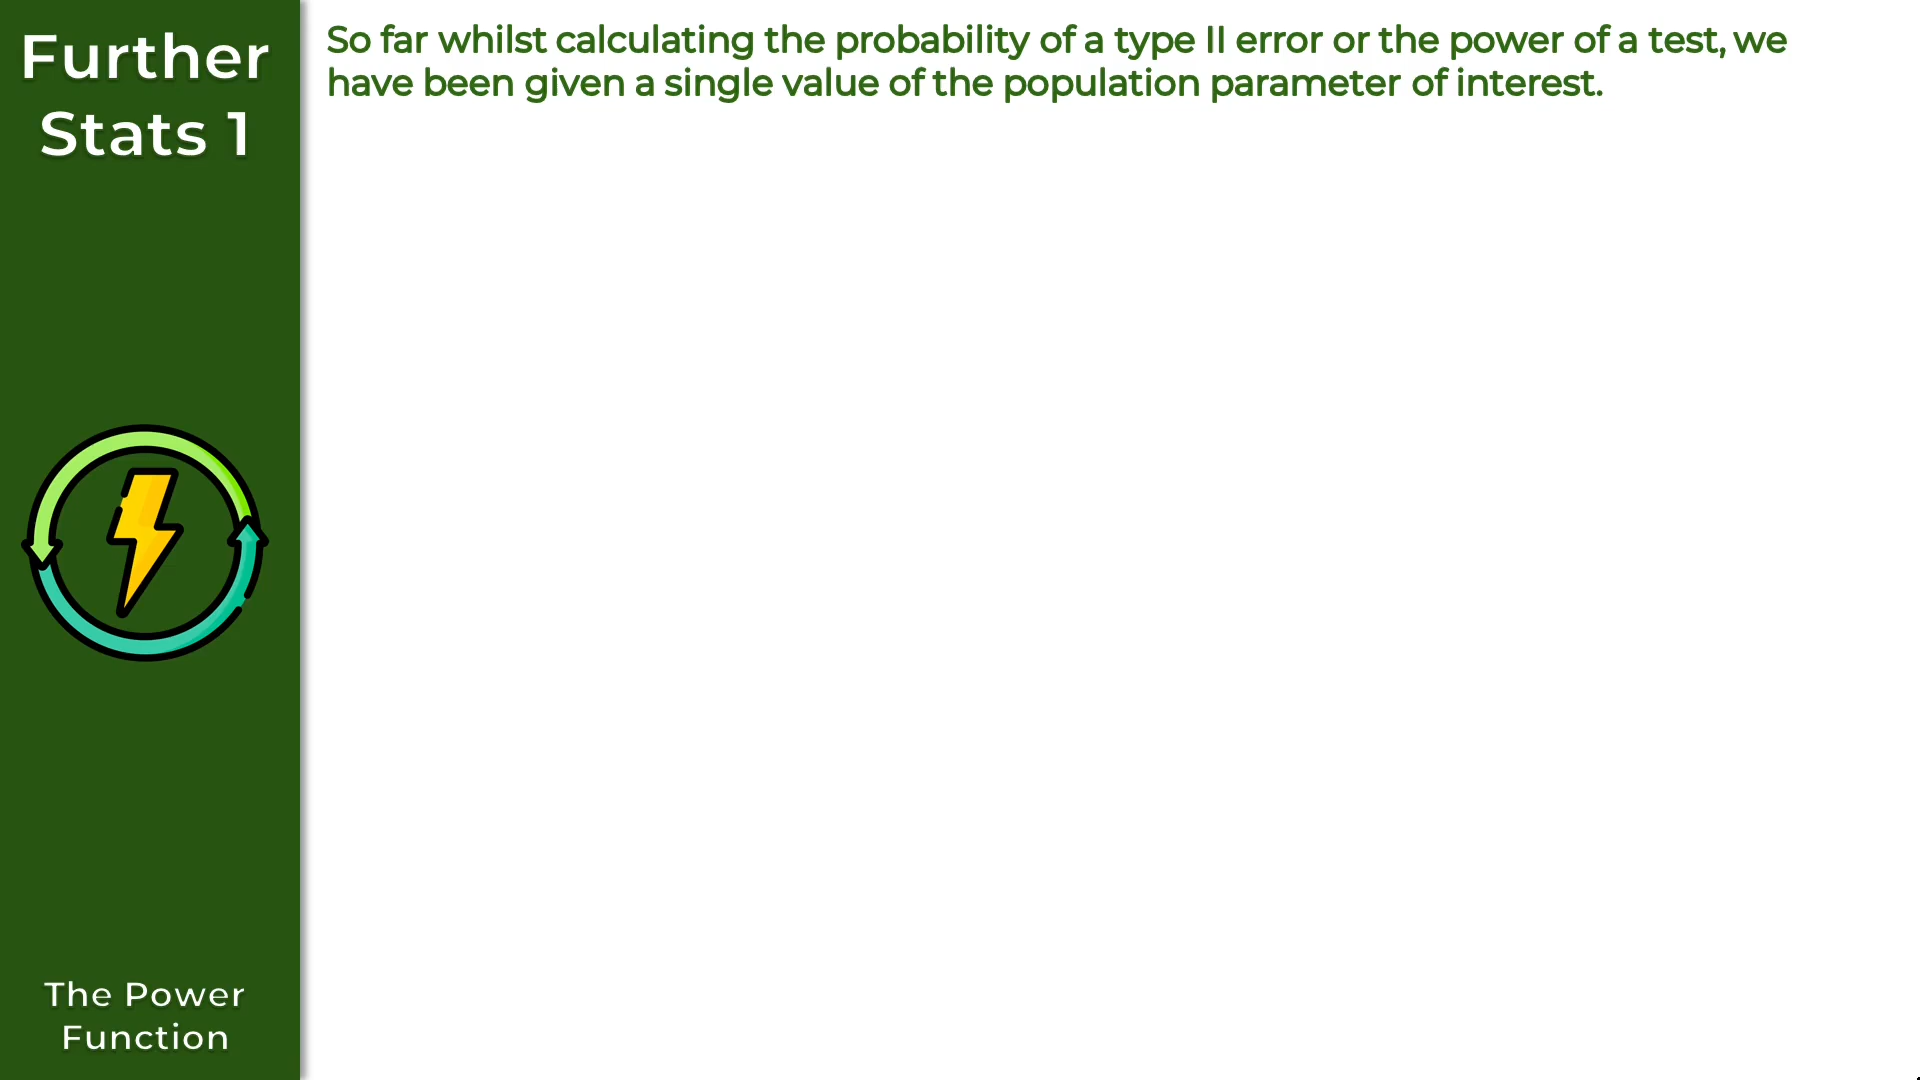 Further
Stats 1
So far whilst calculating the probability of a type II error or the power of a test, we
have been given a single value of the population parameter of interest.
The Power
Function